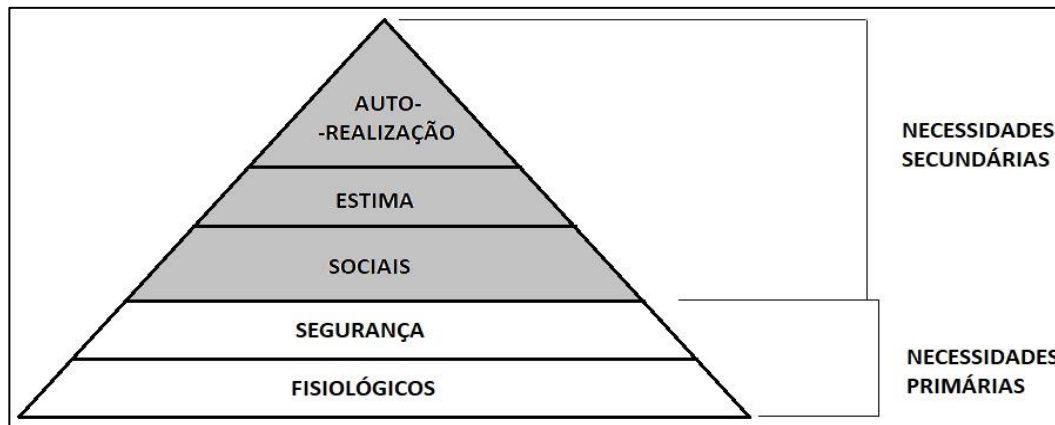 AUTO-
-REALIZAÇÃO
ESTIMA
SOCIAIS
SEGURANÇA
FISIOLÓGICOS
NECESSIDADES
SECUNDÁRIAS
NECESSIDADES
PRIMÁRIAS